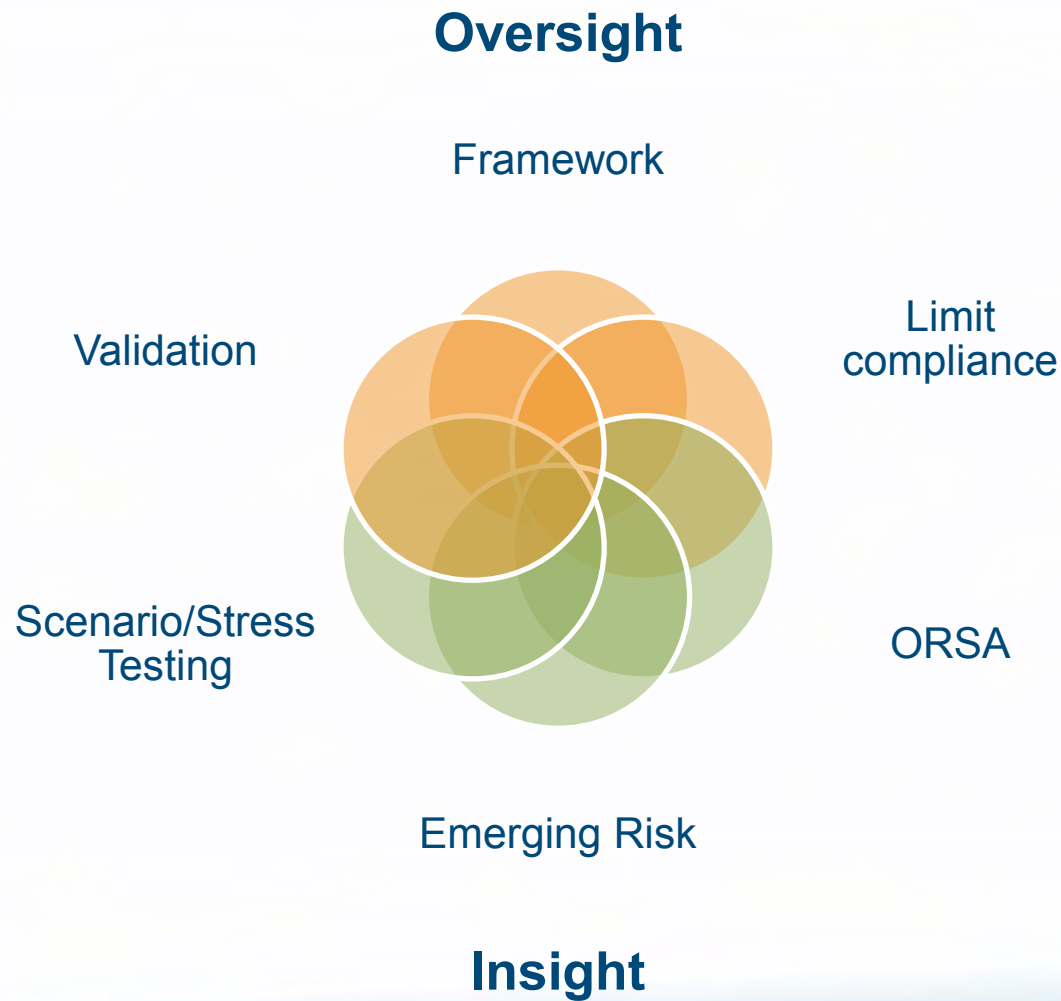 Oversight
Framework
Validation
Limit
compliance
Scenario/Stress
Testing
ORSA
Emerging Risk
Insight